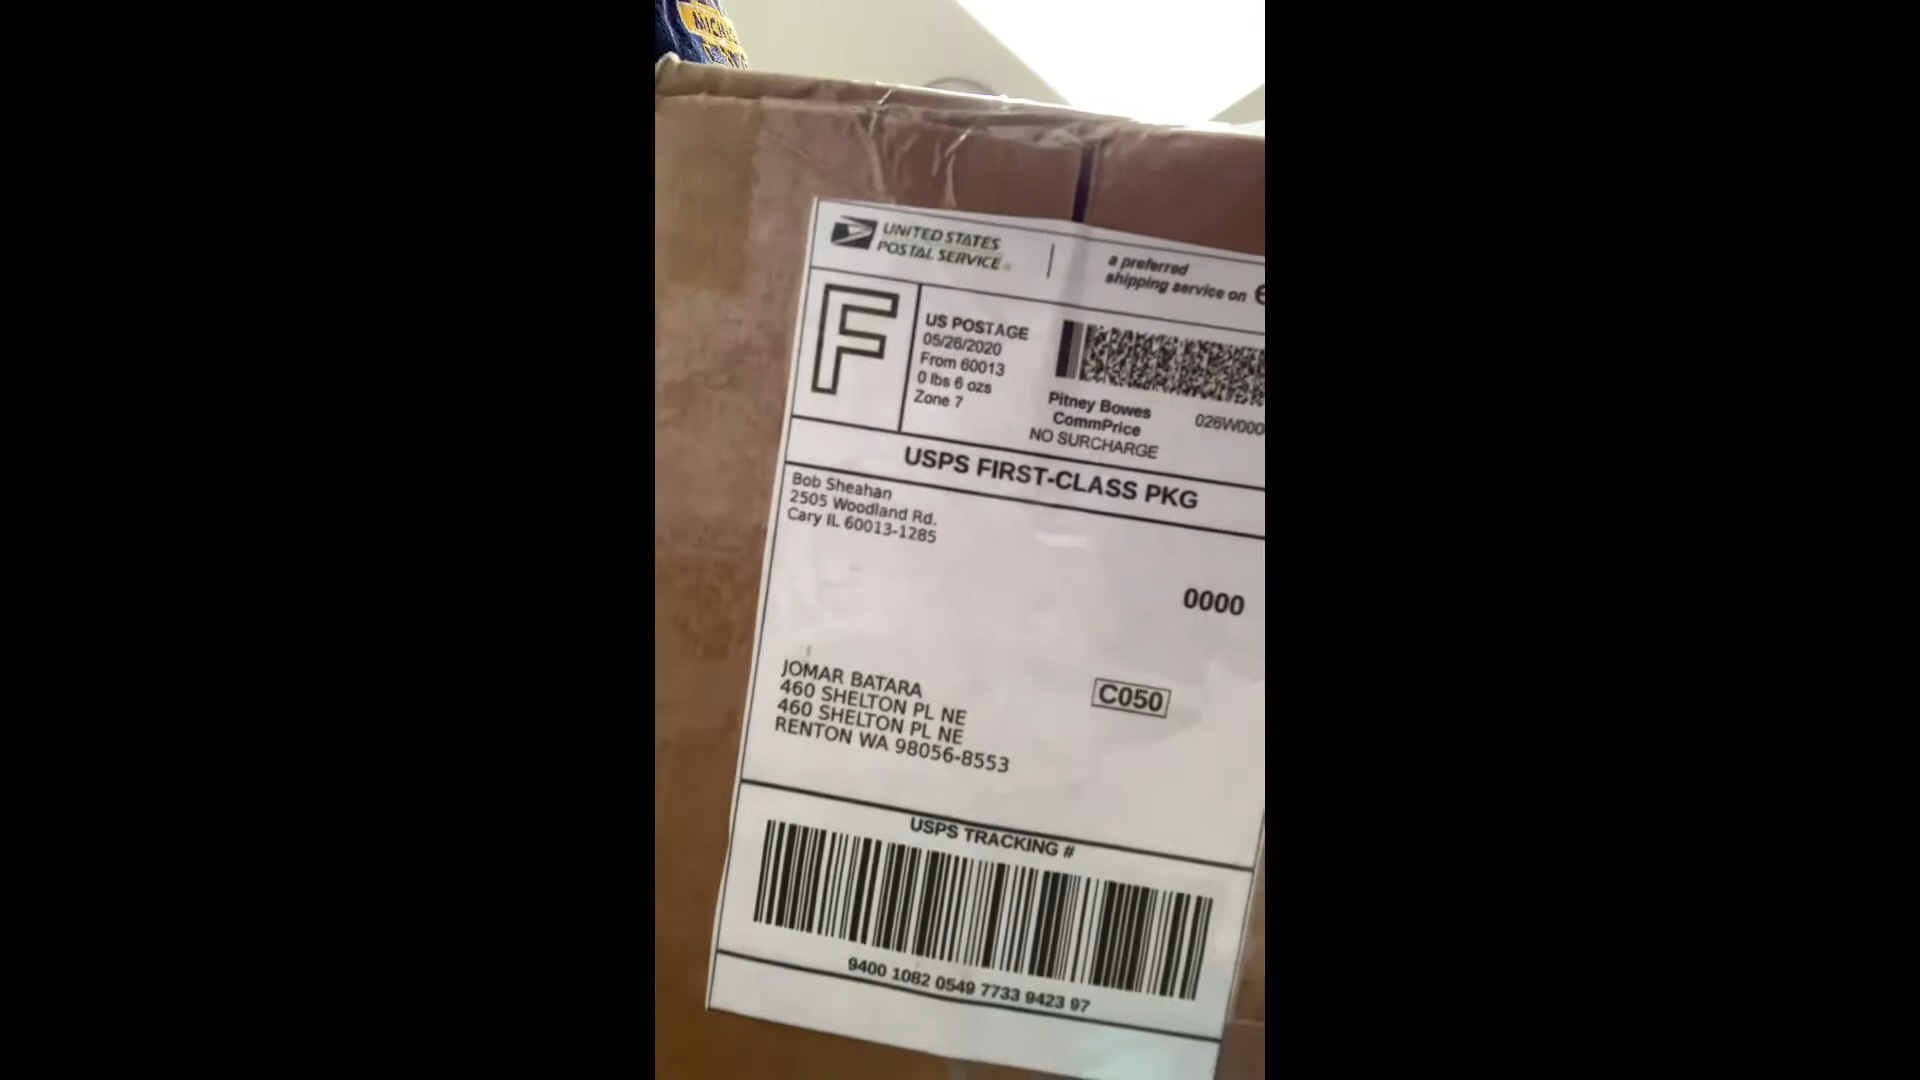 UNITED STATES
POSTAL SERVICE
a preferred
shipping service on
F
US POSTAGE
05/26/2020
From 60013
0 lbs 6 ozs
Zone 7
Pitney Bowes
CommPrice
NO SURCHARGE
026W000
USPS FIRST-CLASS PKG
Bob Sheahan
2505 Woodland Rd.
Cary IL 60013-1285
0000
C050
JOMAR BATARA
460 SHELTON PL NE
460 SHELTON PL NE
RENTON WA 98056-8553
USPS TRACKING #
9400 1082 0549 7733 9423 97